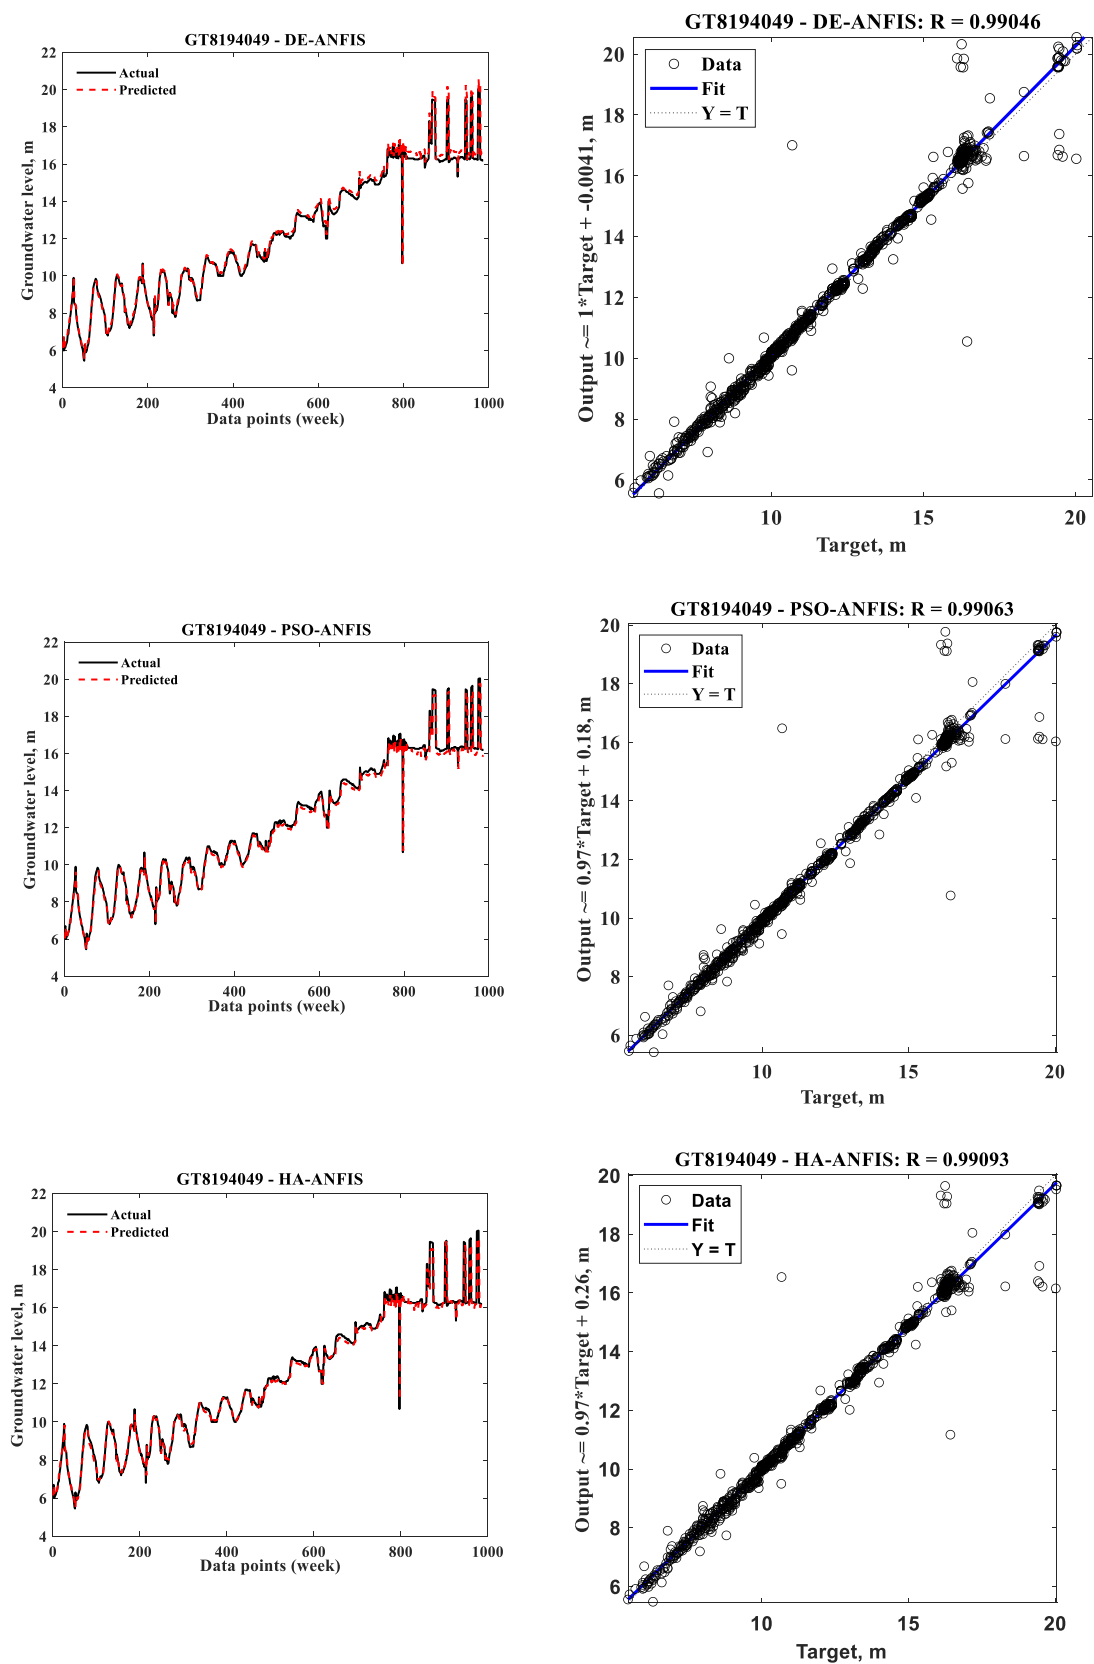 GT8194049 - DE-ANFIS
Actual
Predicted
22
20
18
16
14
12
10
8
6
4
0 200 400 600 800 1000
Groundwater level, m
Data points (week)
GT8194049 - DE-ANFIS: R = 0.99046
Data
Fit
Y = T
18
16
14
12
10
8
6
10 15 20
Output ~= 1*Target + -0.0041, m
Target, m
GT8194049 - PSO-ANFIS
Actual
Predicted
22
20
18
16
14
12
10
8
6
4
0 200 400 600 800 1000
Groundwater level, m
Data points (week)
GT8194049 - PSO-ANFIS: R = 0.99063
Data
Fit
Y = T
20
18
16
14
12
10
8
6
10 15 20
Output ~= 0.97*Target + 0.18, m
Target, m
GT8194049 - HA-ANFIS
Actual
Predicted
22
20
18
16
14
12
10
8
6
4
0 200 400 600 800 1000
Groundwater level, m
Data points (week)
GT8194049 - HA-ANFIS: R = 0.99093
Data
Fit
Y = T
20
18
16
14
12
10
8
6
10 15 20
Output ~= 0.97*Target + 0.26, m
Target, m